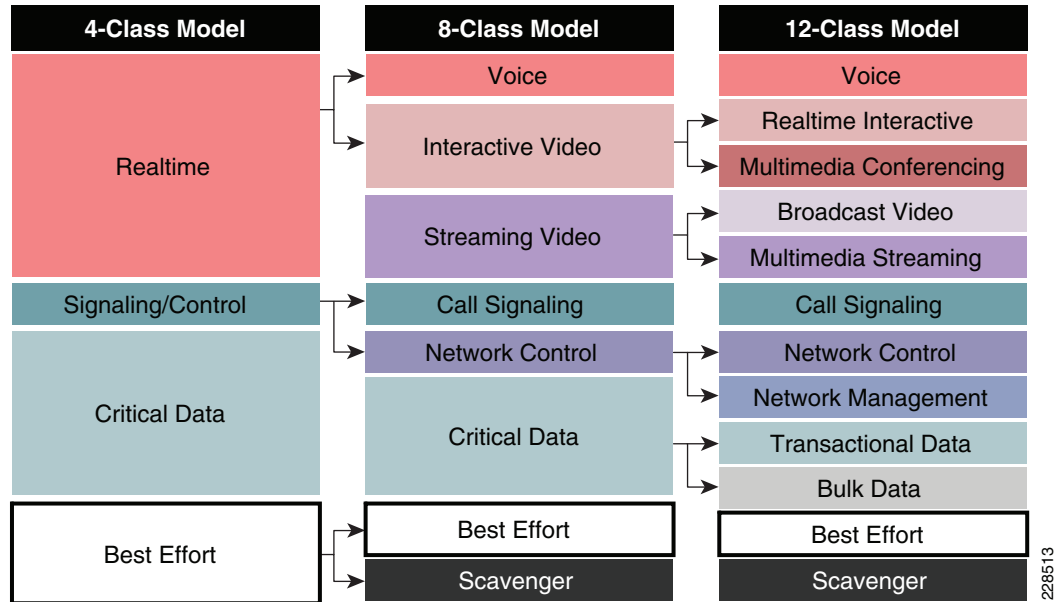 4-Class Model
Realtime
Signaling/Control
Critical Data
Best Effort
8-Class Model
Voice
Interactive Video
Streaming Video
Call Signaling
Network Control
Critical Data
Best Effort
Scavenger
12-Class Model
Voice
Realtime Interactive
Multimedia Conferencing
Broadcast Video
Multimedia Streaming
Call Signaling
Network Control
Network Management
Transactional Data
Bulk Data
Best Effort
Scavenger
228513